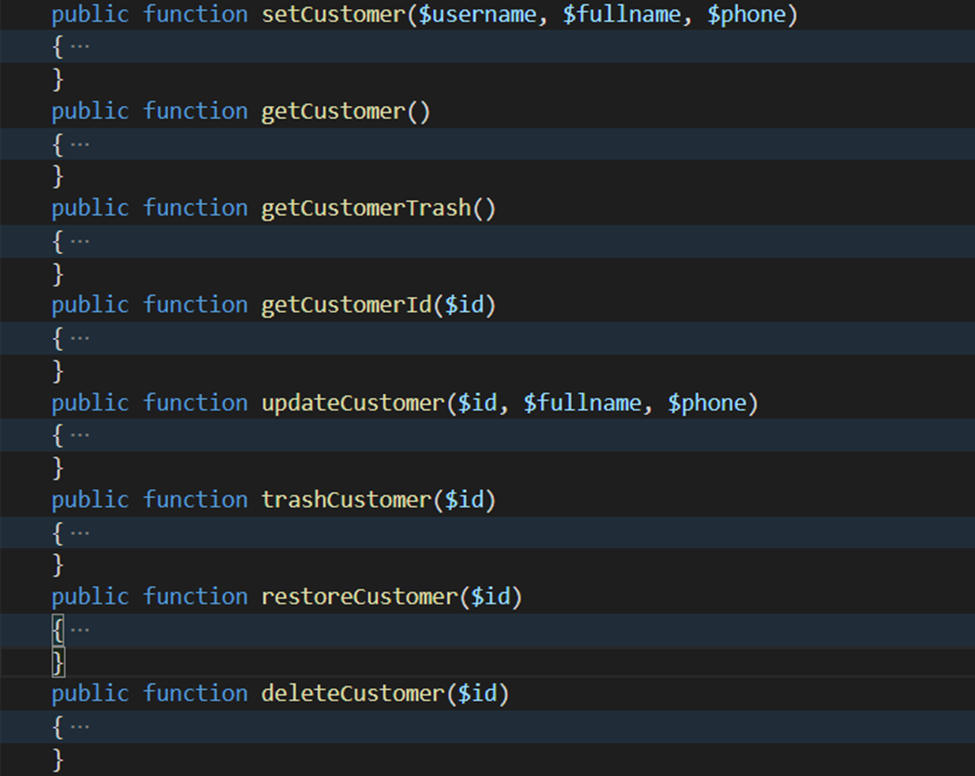 public function setCustomer($username, $fullname, $phone)
{ ⋯
}
public function getCustomer()
{ ⋯
}
public function getCustomerTrash()
{ ⋯
}
public function getCustomerId($id)
{ ⋯
}
public function updateCustomer($id, $fullname, $phone)
{ ⋯
}
public function trashCustomer($id)
{ ⋯
}
public function restoreCustomer($id)
{ ⋯
}
public function deleteCustomer($id)
{ ⋯
}